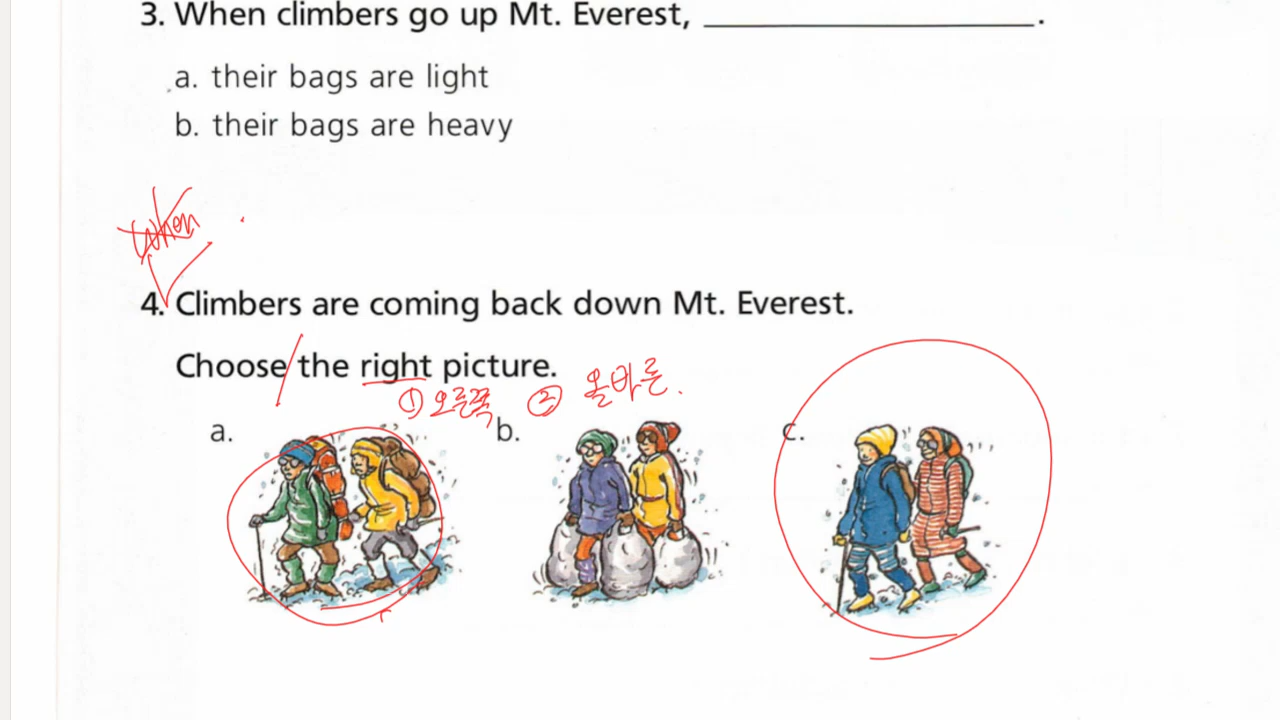 3. When climbers go up Mt. Everest, ____________________.
a. their bags are light
b. their bags are heavy
When
4. Climbers are coming back down Mt. Everest.
Choose / the right picture.
① 오른쪽 ② 올바른.
a. b. c.